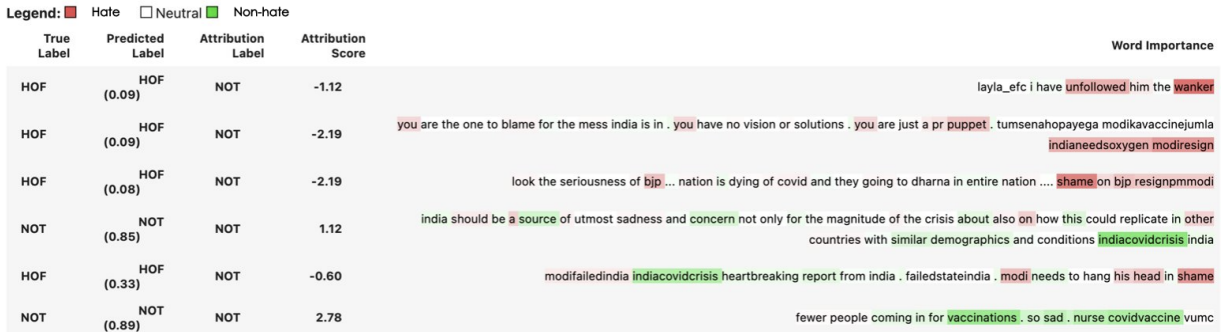 Legend: Hate Neutral Non-hate
True Label Predicted Label Attribution Label Attribution Score Word Importance
HOF HOF (0.09) NOT -1.12 layla_efc i have unfollowed him the wanker
HOF HOF (0.09) NOT -2.19 you are the one to blame for the mess india is in . you have no vision or solutions . you are just a pr puppet . tumsenahopayega modikavaccinejumla
indianeedsoxygen modiresign
HOF HOF (0.08) NOT -2.19 look the seriousness of bjp ... nation is dying of covid and they going to dharna in entire nation .... shame on bjp resignpmmodi
NOT NOT (0.85) NOT 1.12 india should be a source of utmost sadness and concern not only for the magnitude of the crisis about also on how this could replicate in other
countries with similar demographics and conditions indiacovidcrisis india
HOF HOF (0.33) NOT -0.60 modifailedindia indiacovidcrisis heartbreaking report from india . failedstateindia . modi needs to hang his head in shame
NOT NOT (0.89) NOT 2.78 fewer people coming in for vaccinations . so sad . nurse covidvaccine vumc